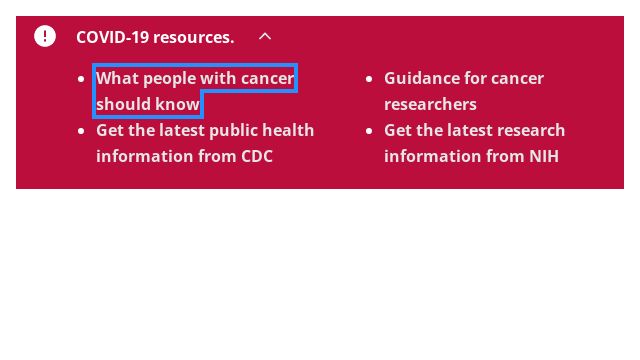 COVID-19 resources.
What people with cancer
should know
Get the latest public health
information from CDC
Guidance for cancer
researchers
Get the latest research
information from NIH